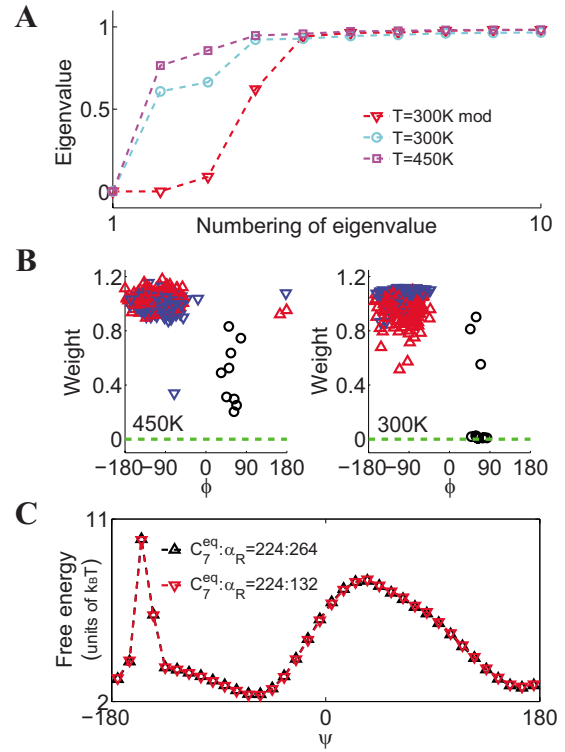 A
Eigenvalue
1
0.5
0
T=300K mod
T=300K
T=450K
1
Numbering of eigenvalue
10
B
Weight
1.2
0.8
0.4
0
450K
−180
−90
0
90
180
ϕ
Weight
1.2
0.8
0.4
0
300K
−180
−90
0
90
180
ϕ
C
Free energy
(units of kBT)
11
2
C7eq:αR=224:264
C7eq:αR=224:132
−180
0
180
ψ